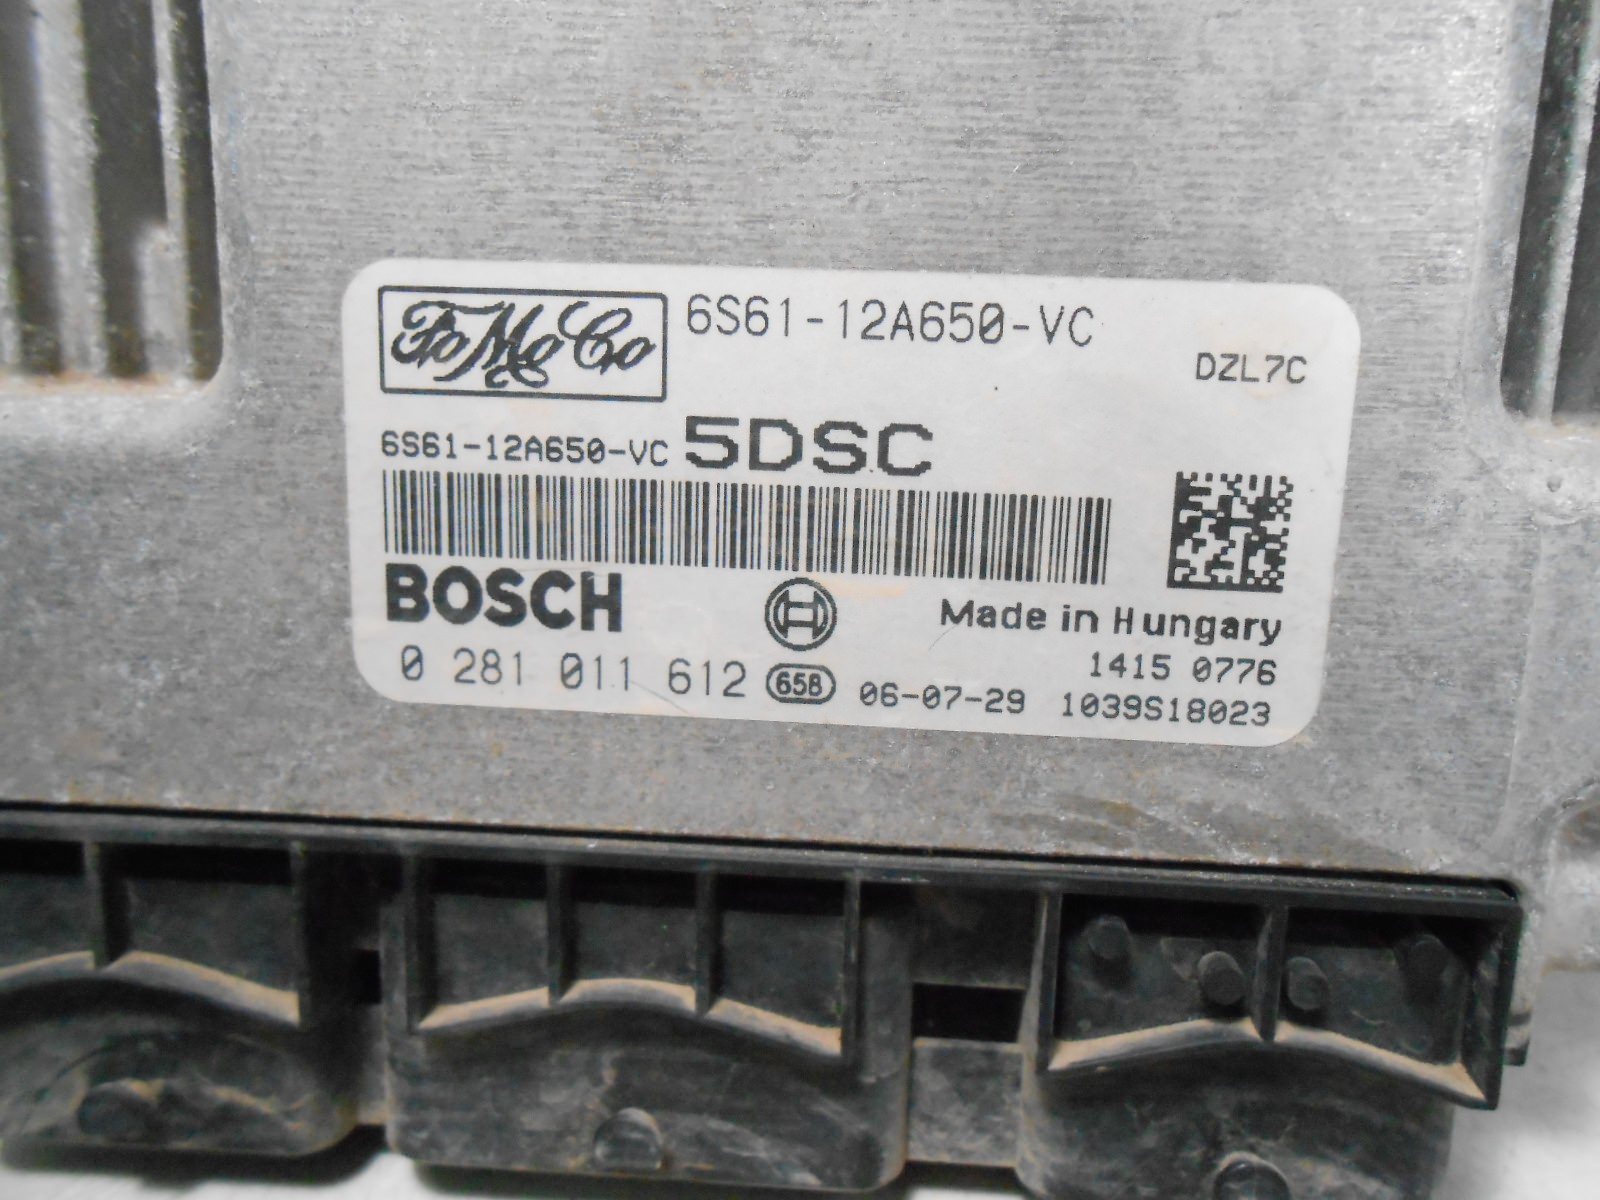 FoMoCo 6S61-12A650-VC
DZL7C
6S61-12A650-VC 5DSC
BOSCH
Made in Hungary
1415 0776
0 281 011 612 658 06-07-29 1039S18023